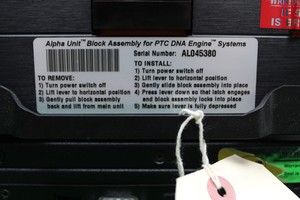 Alpha Unit™ Block Assembly for PTC DNA Engine™ Systems
Serial Number: AL045380
TO REMOVE:
1) Turn power switch off
2) Lift lever to horizontal position
3) Gently pull block assembly
back and lift from main unit
TO INSTALL:
1) Turn power switch off
2) Lift lever to horizontal position
3) Gently slide block assembly into place
4) Press lever down so that latch engages
and block assembly locks into place
5) Make sure lever is fully depressed